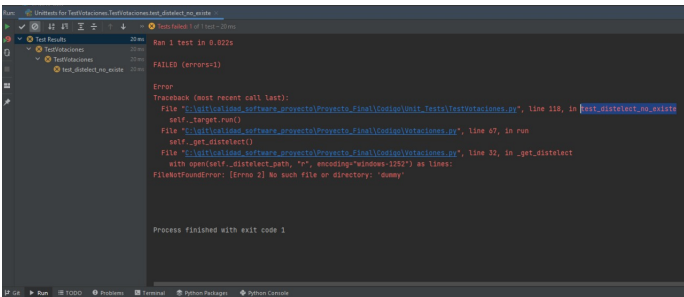 Run: Unittests for TestVotaciones.TestVotaciones.test_distelect_no_existe
Tests failed: 1 of 1 test – 20 ms
Test Results 20 ms
TestVotaciones 20 ms
TestVotaciones 20 ms
test_distelect_no_existe 20 ms
Ran 1 test in 0.022s
FAILED (errors=1)
Error
Traceback (most recent call last):
File "C:\git\calidad_software_proyecto\Proyecto_Final\Codigo\Unit_Tests\TestVotaciones.py", line 118, in test_distelect_no_existe
self._target.run()
File "C:\git\calidad_software_proyecto\Proyecto_Final\Codigo\Votaciones.py", line 67, in run
self._get_distelect()
File "C:\git\calidad_software_proyecto\Proyecto_Final\Codigo\Votaciones.py", line 32, in _get_distelect
with open(self._distelect_path, "r", encoding="windows-1252") as lines:
FileNotFoundError: [Errno 2] No such file or directory: 'dummy'
Process finished with exit code 1
Git Run TODO Problems Terminal Python Packages Python Console